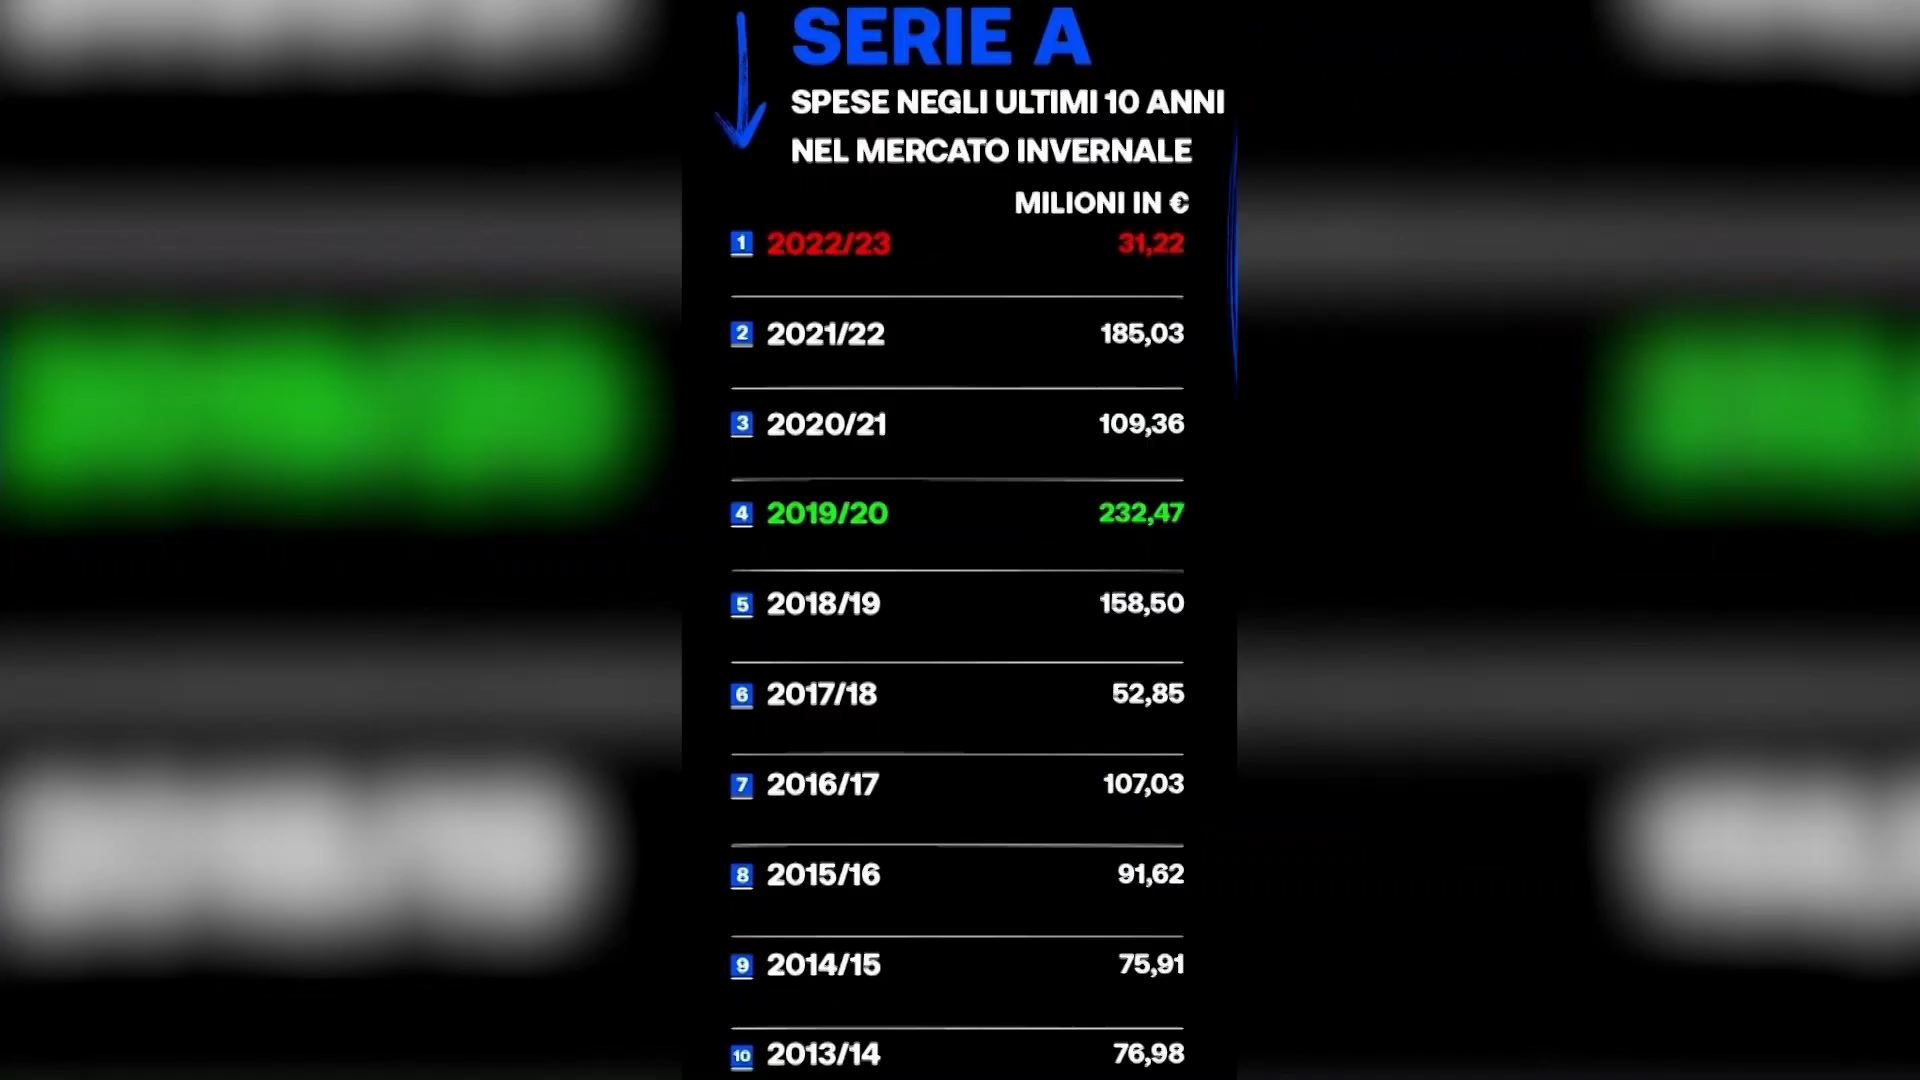 SERIE A
SPESE NEGLI ULTIMI 10 ANNI
NEL MERCATO INVERNALE
MILIONI IN €
1 2022/23 31,22
2 2021/22 185,03
3 2020/21 109,36
4 2019/20 232,47
5 2018/19 158,50
6 2017/18 52,85
7 2016/17 107,03
8 2015/16 91,62
9 2014/15 75,91
10 2013/14 76,98